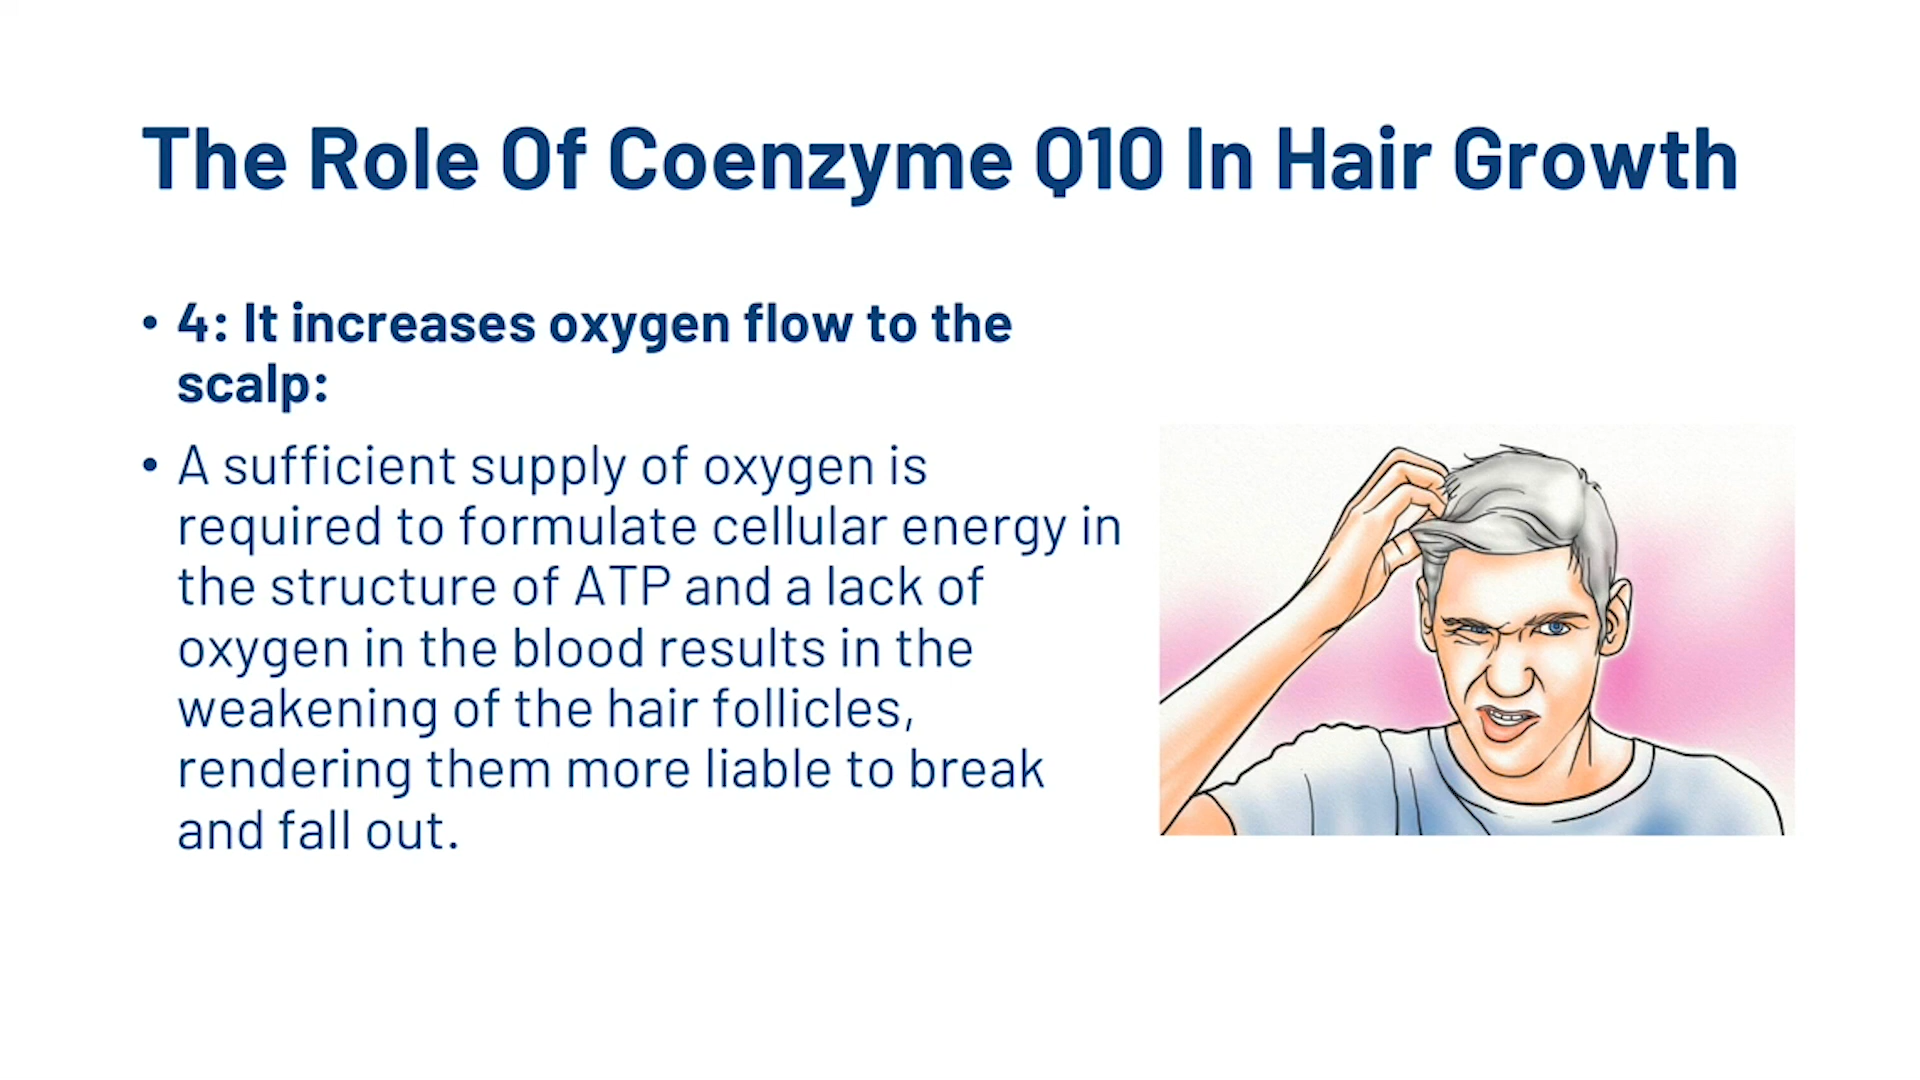 The Role Of Coenzyme Q10 In Hair Growth
• 4: It increases oxygen flow to the
scalp:
• A sufficient supply of oxygen is
required to formulate cellular energy in
the structure of ATP and a lack of
oxygen in the blood results in the
weakening of the hair follicles,
rendering them more liable to break
and fall out.